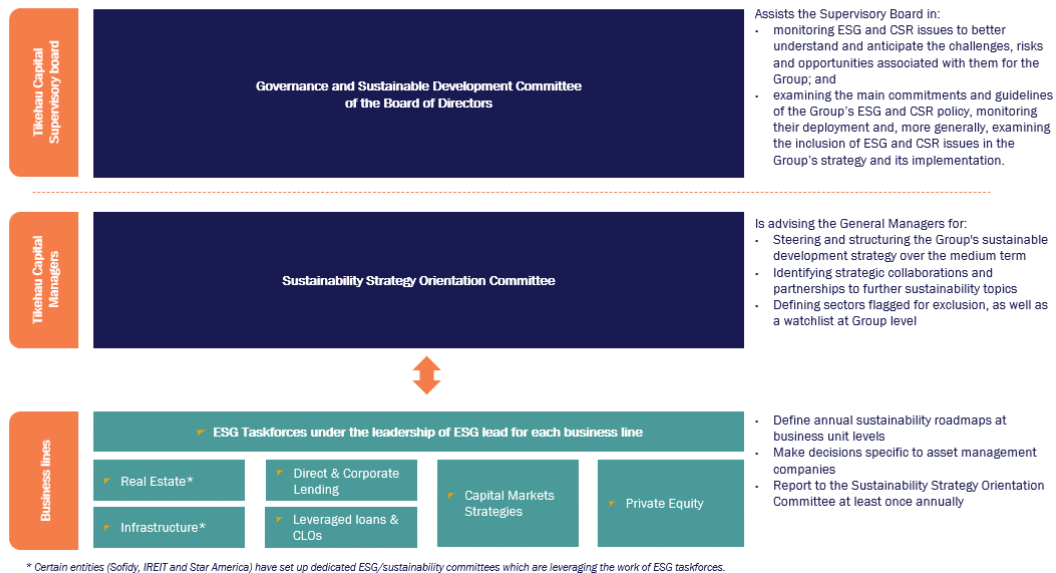 Tikehau Capital
Supervisory board
Governance and Sustainable Development Committee
of the Board of Directors
Assists the Supervisory Board in:
• monitoring ESG and CSR issues to better
understand and anticipate the challenges, risks
and opportunities associated with them for the
Group; and
• examining the main commitments and guidelines
of the Group's ESG and CSR policy, monitoring
their deployment and, more generally, examining
the inclusion of ESG and CSR issues in the
Group's strategy and its implementation.
Tikehau Capital
Managers
Sustainability Strategy Orientation Committee
Is advising the General Managers for:
• Steering and structuring the Group's sustainable
development strategy over the medium term
• Identifying strategic collaborations and
partnerships to further sustainability topics
• Defining sectors flagged for exclusion, as well as
a watchlist at Group level
Business lines
ESG Taskforces under the leadership of ESG lead for each business line
Real Estate*
Infrastructure*
Direct & Corporate
Lending
Leveraged loans &
CLOs
Capital Markets
Strategies
Private Equity
• Define annual sustainability roadmaps at
business unit levels
• Make decisions specific to asset management
companies
• Report to the Sustainability Strategy Orientation
Committee at least once annually
* Certain entities (Sofidy, IREIT and Star America) have set up dedicated ESG/sustainability committees which are leveraging the work of ESG taskforces.